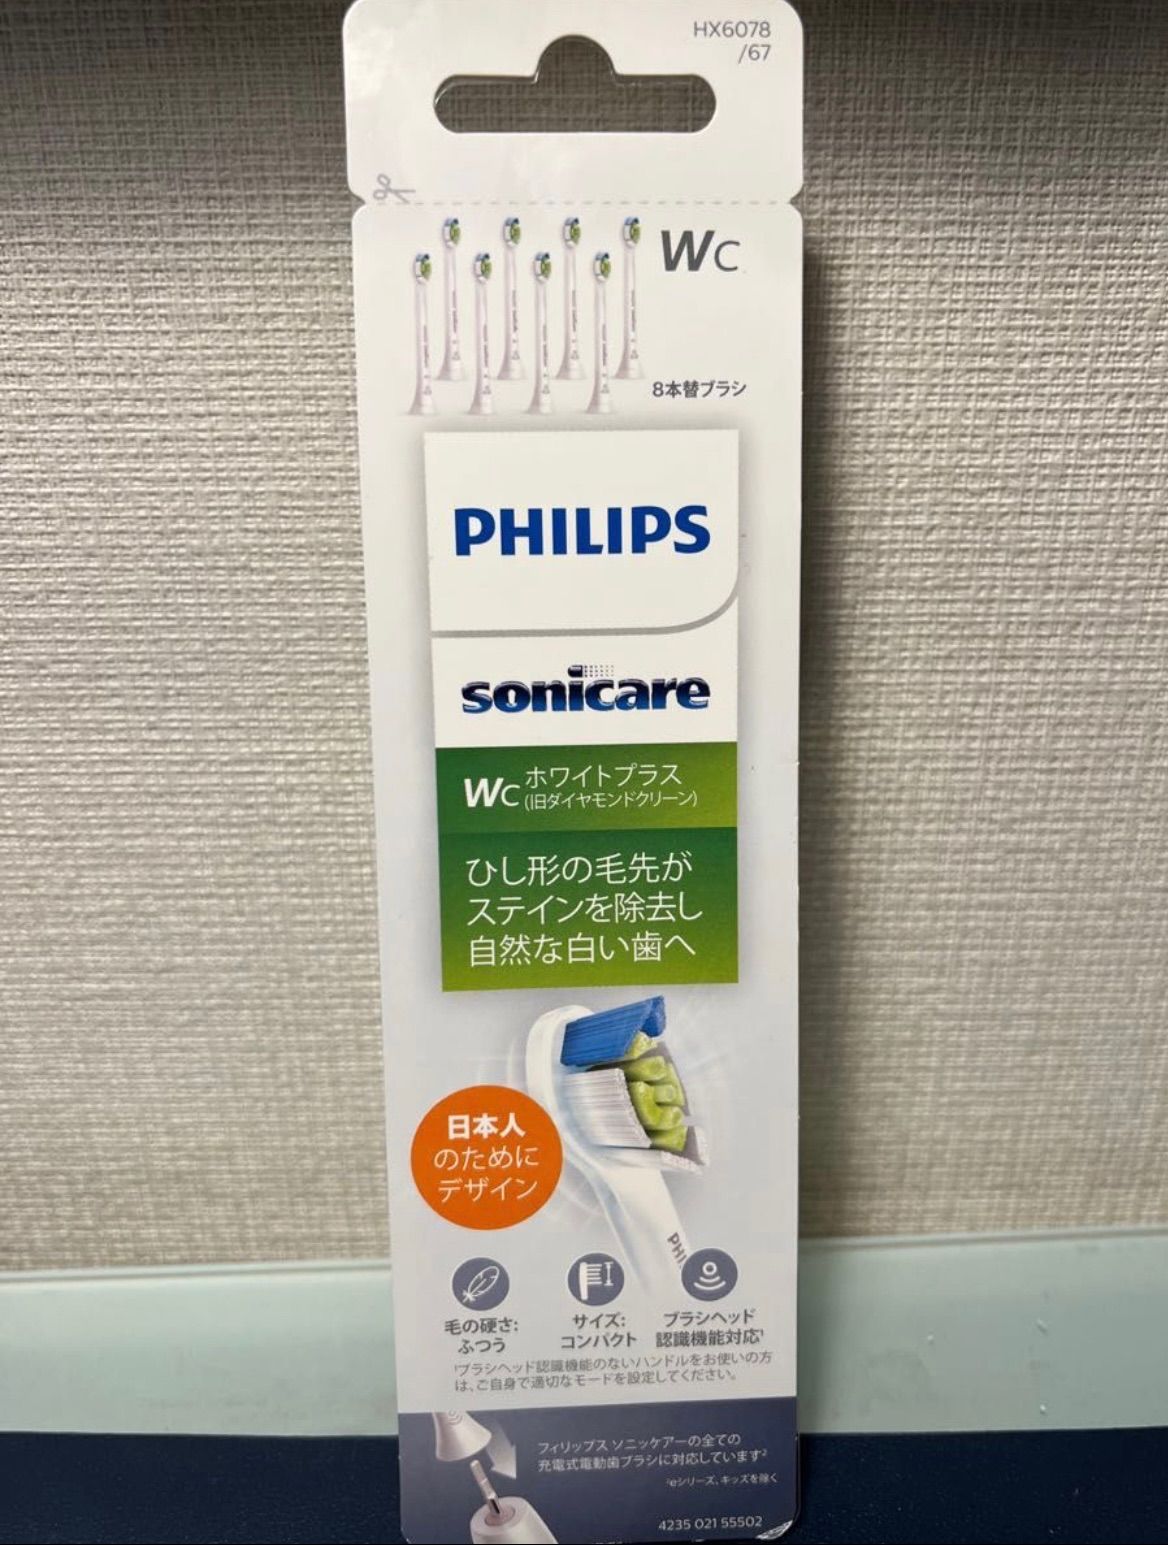 HX6078
/67
Wc
8本替ブラシ
PHILIPS
sonicare
Wc ホワイトプラス
(旧ダイヤモンドクリーン)
ひし形の毛先が
ステインを除去し
自然な白い歯へ
日本人
のために
デザイン
PHI
毛の硬さ:
ふつう
サイズ:
コンパクト
ブラシヘッド
認識機能対応¹
¹ブラシヘッド認識機能のないハンドルをお使いの方
は、ご自身で適切なモードを設定してください。
フィリップス ソニッケアーの全ての
充電式電動歯ブラシに対応しています²
²eシリーズ、キッズを除く
4235 021 55502